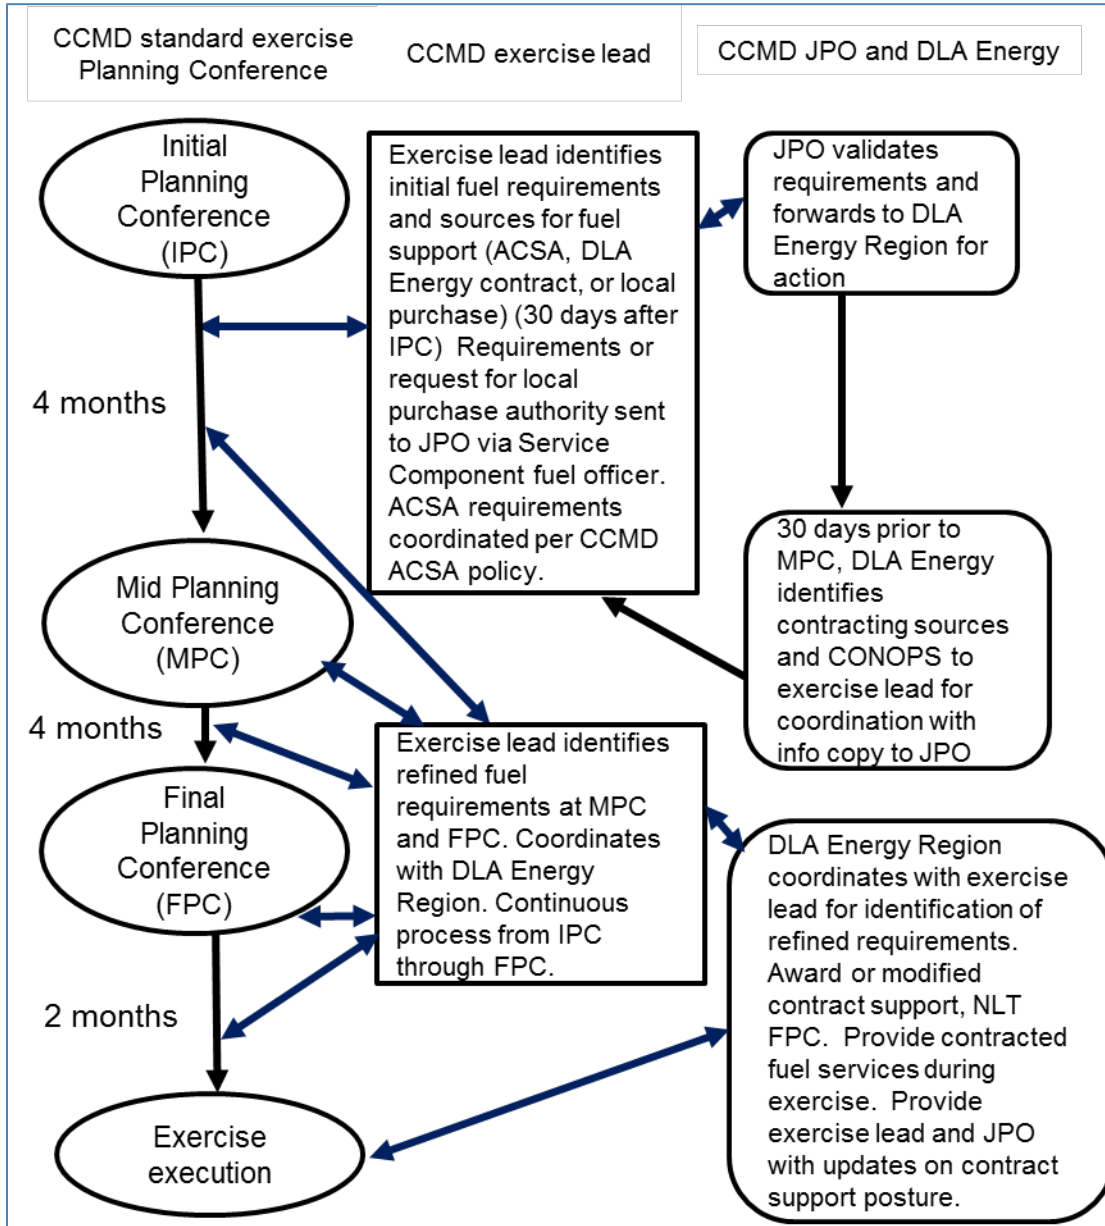 CCMD standard exercise
Planning Conference
CCMD exercise lead
CCMD JPO and DLA Energy
Initial
Planning
Conference
(IPC)
4 months
Mid Planning
Conference
(MPC)
4 months
Final
Planning
Conference
(FPC)
2 months
Exercise
execution
Exercise lead identifies
initial fuel requirements
and sources for fuel
support (ACSA, DLA
Energy contract, or local
purchase) (30 days after
IPC)  Requirements or
request for local
purchase authority sent
to JPO via Service
Component fuel officer.
ACSA requirements
coordinated per CCMD
ACSA policy.
Exercise lead identifies
refined fuel
requirements at MPC
and FPC. Coordinates
with DLA Energy
Region. Continuous
process from IPC
through FPC.
JPO validates
requirements and
forwards to DLA
Energy Region for
action
30 days prior to
MPC, DLA Energy
identifies
contracting sources
and CONOPS to
exercise lead for
coordination with
info copy to JPO
DLA Energy Region
coordinates with exercise
lead for identification of
refined requirements.
Award or modified
contract support, NLT
FPC.  Provide contracted
fuel services during
exercise.  Provide
exercise lead and JPO
with updates on contract
support posture.